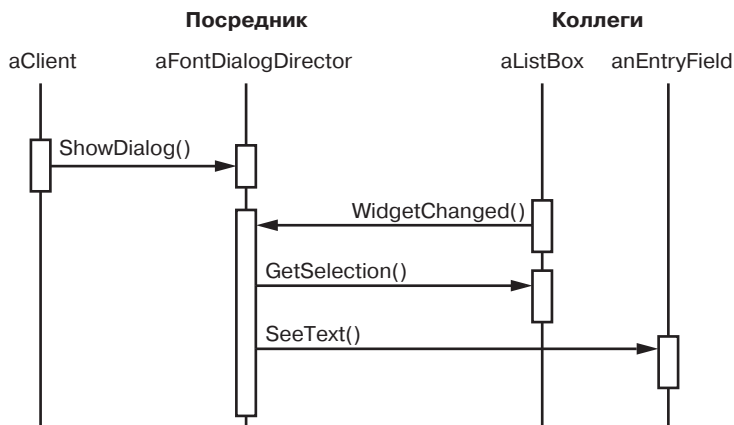 Посредник Коллеги
aClient aFontDialogDirector aListBox anEntryField
ShowDialog()
WidgetChanged()
GetSelection()
SeeText()